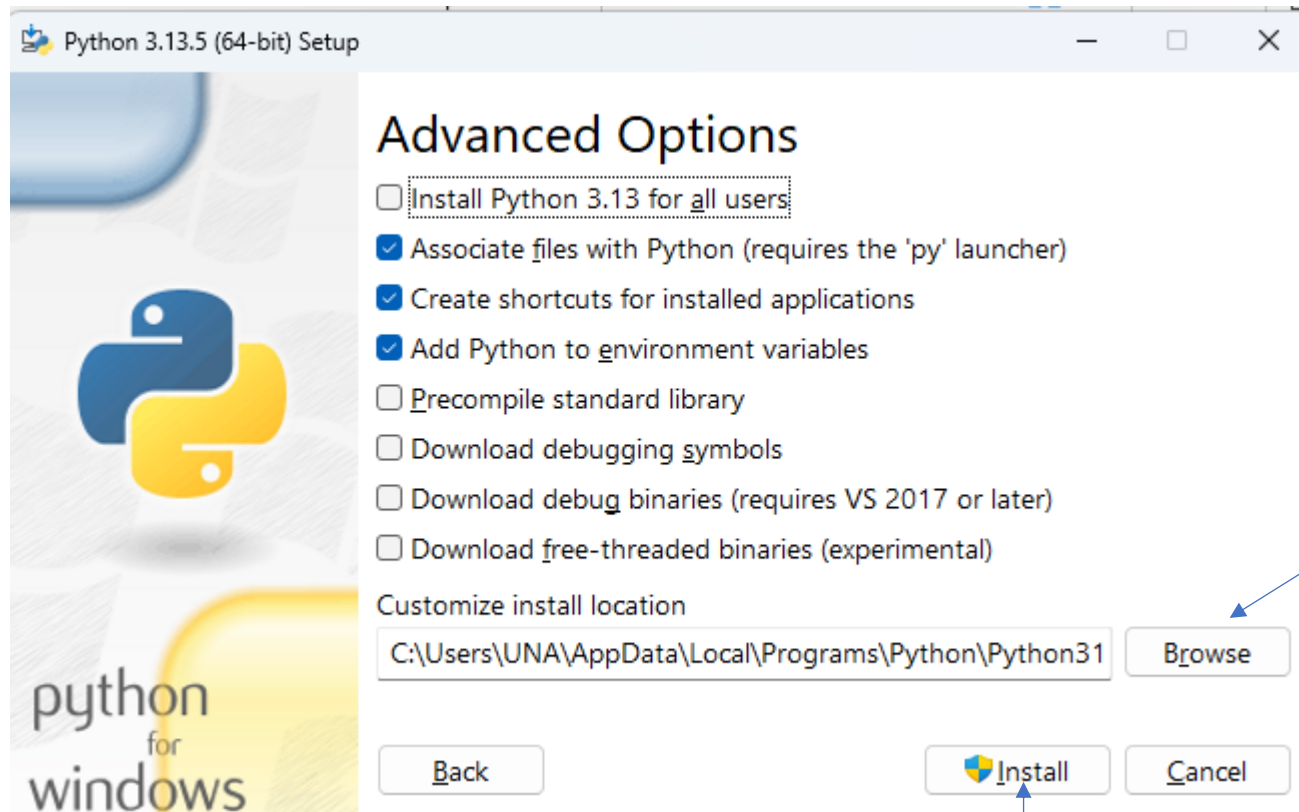 Python 3.13.5 (64-bit) Setup
Advanced Options
Install Python 3.13 for all users
Associate files with Python (requires the 'py' launcher)
Create shortcuts for installed applications
Add Python to environment variables
Precompile standard library
Download debugging symbols
Download debug binaries (requires VS 2017 or later)
Download free-threaded binaries (experimental)
Customize install location
C:\Users\UNA\AppData\Local\Programs\Python\Python31
Browse
python
for
windows
Back
Install
Cancel